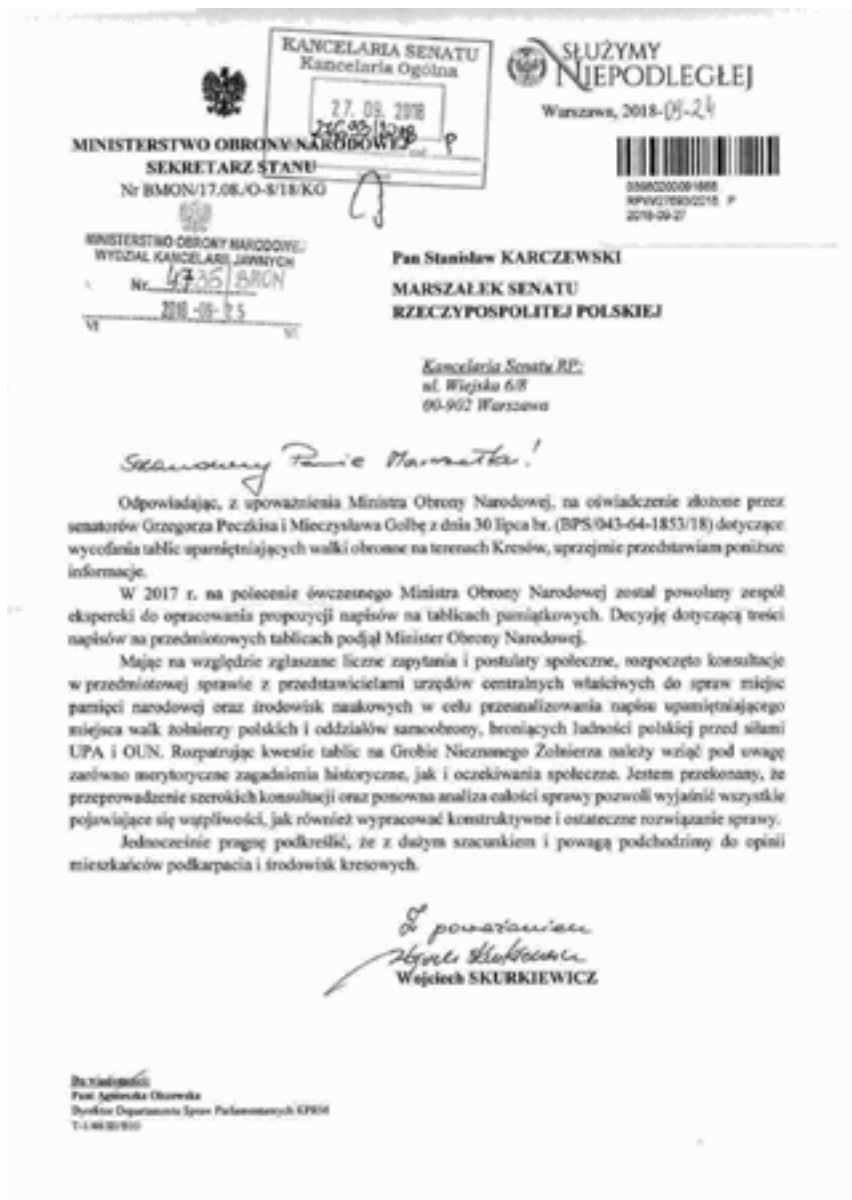 KANCELARIA SENATU
Kancelaria Ogólna
27. 09. 2018
SŁUŻYMY
NIEPODLEGŁEJ
Warszawa, 2018-09-24
MINISTERSTWO OBRONY NARODOWEJ
SEKRETARZ STANU
Nr BMON/17.08./O-8/18/KG
2018-09-27
MINISTERSTWO OBRONY NARODOWEJ
WYDZIAŁ KANCELARII JAWNYCH
Nr 4735/BMON
Pan Stanisław KARCZEWSKI
MARSZAŁEK SENATU
RZECZYPOSPOLITEJ POLSKIEJ
Kancelaria Senatu RP:
ul. Wiejska 6/8
00-902 Warszawa
Szanowny Panie Marszałku!
Odpowiadając, z upoważnienia Ministra Obrony Narodowej, na oświadczenie złożone przez
senatorów Grzegorza Peczkisa i Mieczysława Golbę z dnia 30 lipca br. (BPS/043-64-1853/18) dotyczące
wycofania tablic upamiętniających walki obronne na terenach Kresów, uprzejmie przedstawiam poniższe
informacje.
W 2017 r. na polecenie ówczesnego Ministra Obrony Narodowej został powołany zespół
ekspercki do opracowania propozycji napisów na tablicach pamiątkowych. Decyzję dotyczącą treści
napisów na przedmiotowych tablicach podjął Minister Obrony Narodowej.
Mając na względzie zgłaszane liczne zapytania i postulaty społeczne, rozpoczęto konsultacje
w przedmiotowej sprawie z przedstawicielami urzędów centralnych właściwych do spraw miejsc
pamięci narodowej oraz środowisk naukowych w celu przeanalizowania napisu upamiętniającego
miejsca walk żołnierzy polskich i oddziałów samoobrony, broniących ludności polskiej przed siłami
UPA i OUN. Rozpatrując kwestie tablic na Grobie Nieznanego Żołnierza należy wziąć pod uwagę
zarówno merytoryczne zagadnienia historyczne, jak i oczekiwania społeczne. Jestem przekonany, że
przeprowadzenie szerokich konsultacji oraz ponowna analiza całości sprawy pozwoli wyjaśnić wszystkie
pojawiające się wątpliwości, jak również wypracować konstruktywne i ostateczne rozwiązanie sprawy.
Jednocześnie pragnę podkreślić, że z dużym szacunkiem i powagą podchodzimy do opinii
mieszkańców podkarpacia i środowisk kresowych.
Z poważaniem
Wojciech SKURKIEWICZ
Do wiadomości:
Pani Agnieszka Olszewska
Dyrektor Departamentu Spraw Parlamentarnych KPRM